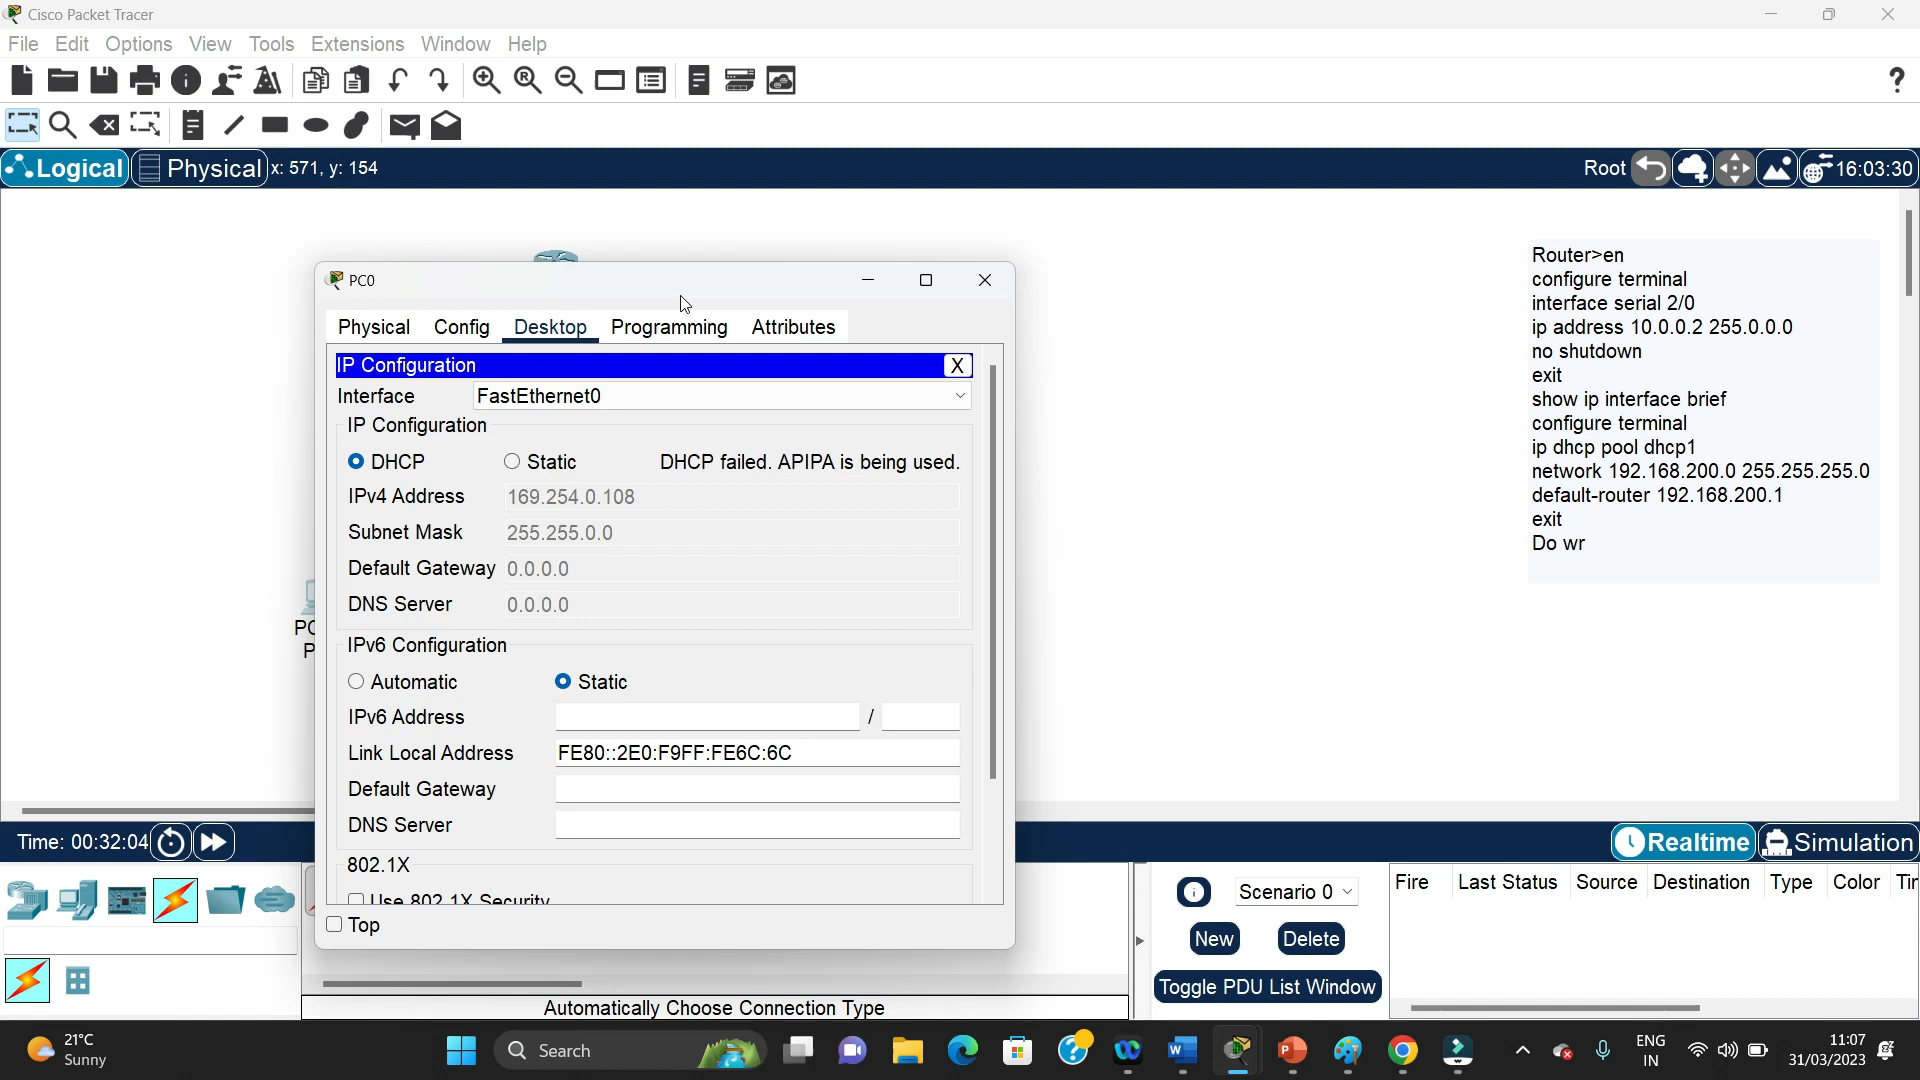 Cisco Packet Tracer
File Edit Options View Tools Extensions Window Help
?
Logical Physical x: 571, y: 154 Root 16:03:30
Router>en
configure terminal
interface serial 2/0
ip address 10.0.0.2 255.0.0.0
no shutdown
exit
show ip interface brief
configure terminal
ip dhcp pool dhcp1
network 192.168.200.0 255.255.255.0
default-router 192.168.200.1
exit
Do wr
PC0
Physical Config Desktop Programming Attributes
IP Configuration X
Interface FastEthernet0
IP Configuration
DHCP Static DHCP failed. APIPA is being used.
IPv4 Address 169.254.0.108
Subnet Mask 255.255.0.0
Default Gateway 0.0.0.0
DNS Server 0.0.0.0
IPv6 Configuration
Automatic Static
IPv6 Address /
Link Local Address FE80::2E0:F9FF:FE6C:6C
Default Gateway
DNS Server
802.1X
Use 802.1X Security
Top
Time: 00:32:04 Realtime Simulation
Scenario 0
New Delete
Toggle PDU List Window
Fire Last Status Source Destination Type Color
Automatically Choose Connection Type
21°C
Sunny
Search
ENG
IN
11:07
31/03/2023